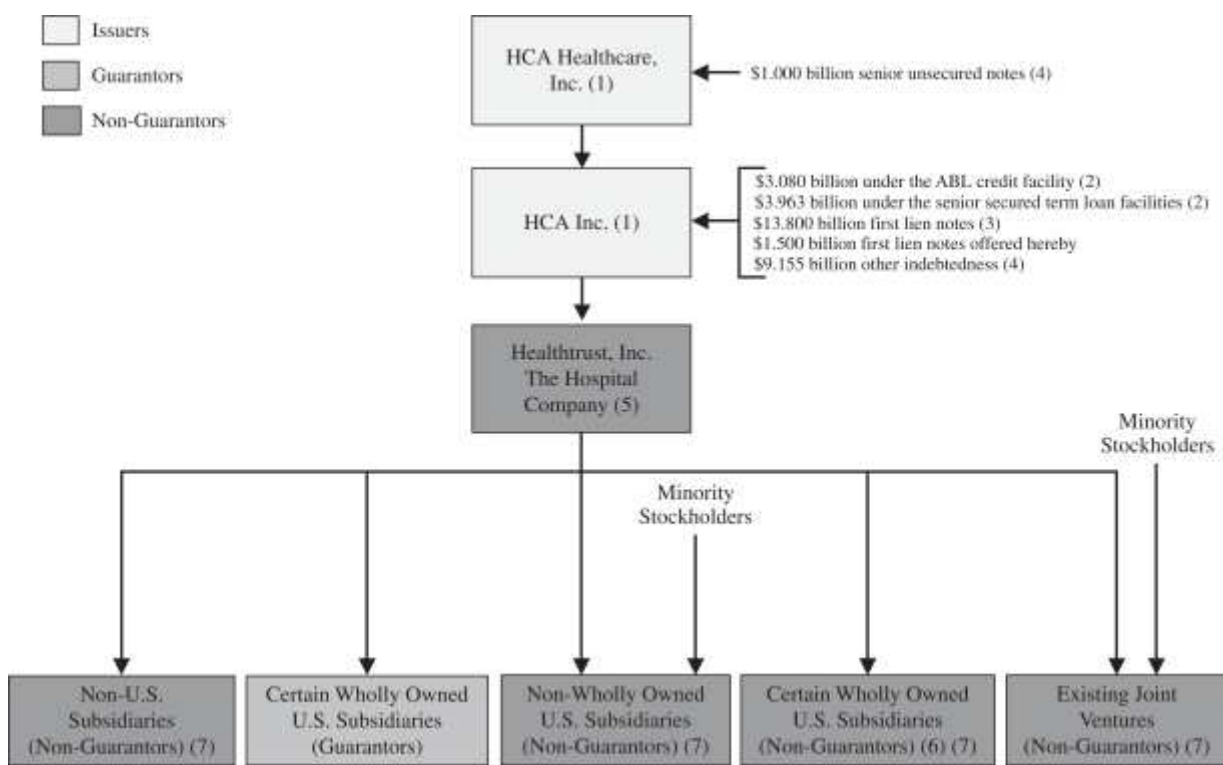 Issuers
Guarantors
Non-Guarantors
HCA Healthcare,
Inc. (1)
$1.000 billion senior unsecured notes (4)
HCA Inc. (1)
$3.080 billion under the ABL credit facility (2)
$3.963 billion under the senior secured term loan facilities (2)
$13.800 billion first lien notes (3)
$1.500 billion first lien notes offered hereby
$9.155 billion other indebtedness (4)
Healthtrust, Inc.
The Hospital
Company (5)
Minority
Stockholders
Minority
Stockholders
Non-U.S.
Subsidiaries
(Non-Guarantors) (7)
Certain Wholly Owned
U.S. Subsidiaries
(Guarantors)
Non-Wholly Owned
U.S. Subsidiaries
(Non-Guarantors) (7)
Certain Wholly Owned
U.S. Subsidiaries
(Non-Guarantors) (6) (7)
Existing Joint
Ventures
(Non-Guarantors) (7)